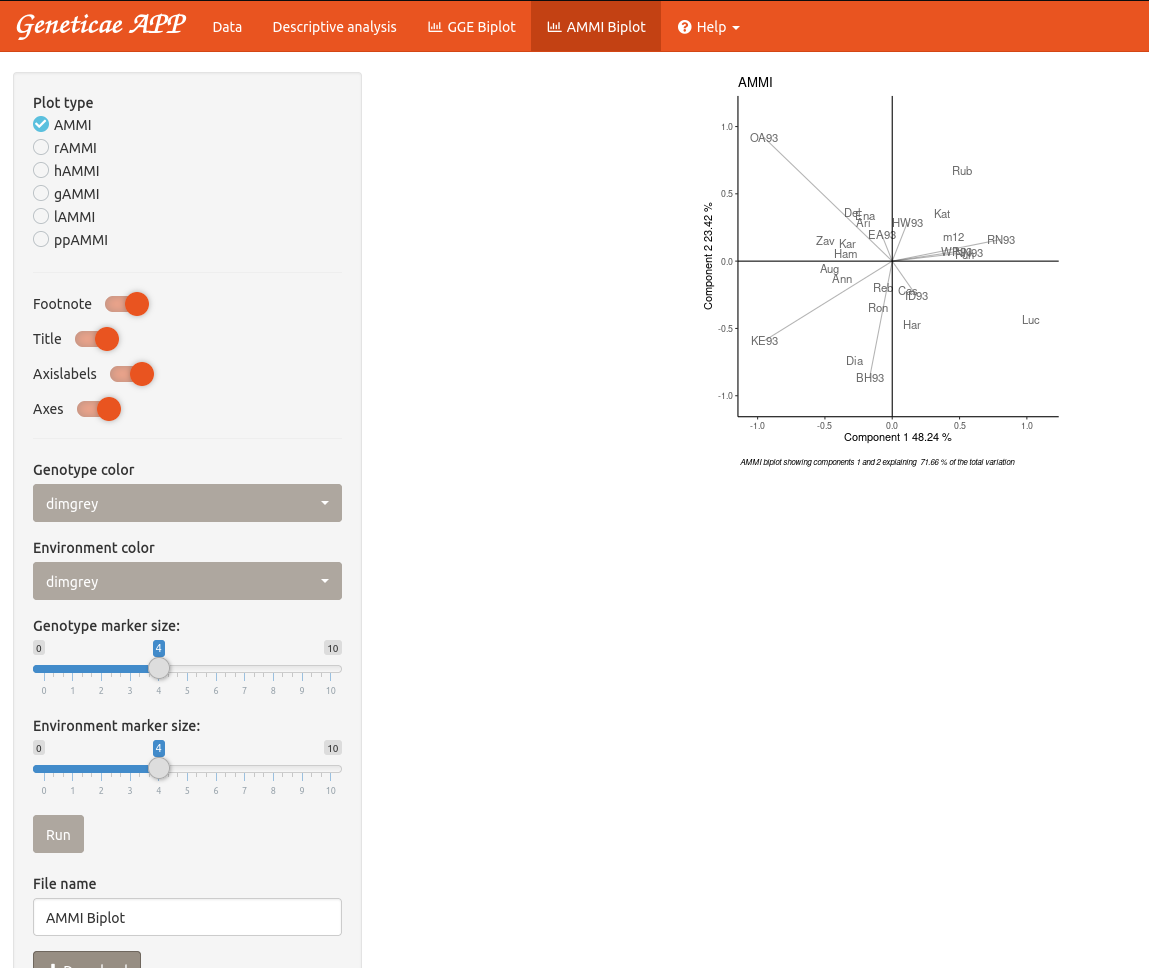 Geneticae APP Data Descriptive analysis GGE Biplot AMMI Biplot Help
Plot type
AMMI
rAMMI
hAMMI
gAMMI
lAMMI
ppAMMI
Footnote
Title
Axislabels
Axes
Genotype color
dimgrey
Environment color
dimgrey
Genotype marker size:
0 4 10
0 1 2 3 4 5 6 7 8 9 10
Environment marker size:
0 4 10
0 1 2 3 4 5 6 7 8 9 10
Run
File name
AMMI Biplot
AMMI
Component 2 23.42 %
1.0
0.5
0.0
-0.5
-1.0
OA93
Rub
Ena
Kat
Ari
HW93
EA93
m12
RN93
Zav
Kar
Ham
Aug
Ann
Reb
ID93
Ron
Har
Luc
KE93
Dia
BH93
-1.0 -0.5 0.0 0.5 1.0
Component 1 48.24 %
AMMI biplot showing components 1 and 2 explaining 71.66 % of the total variation